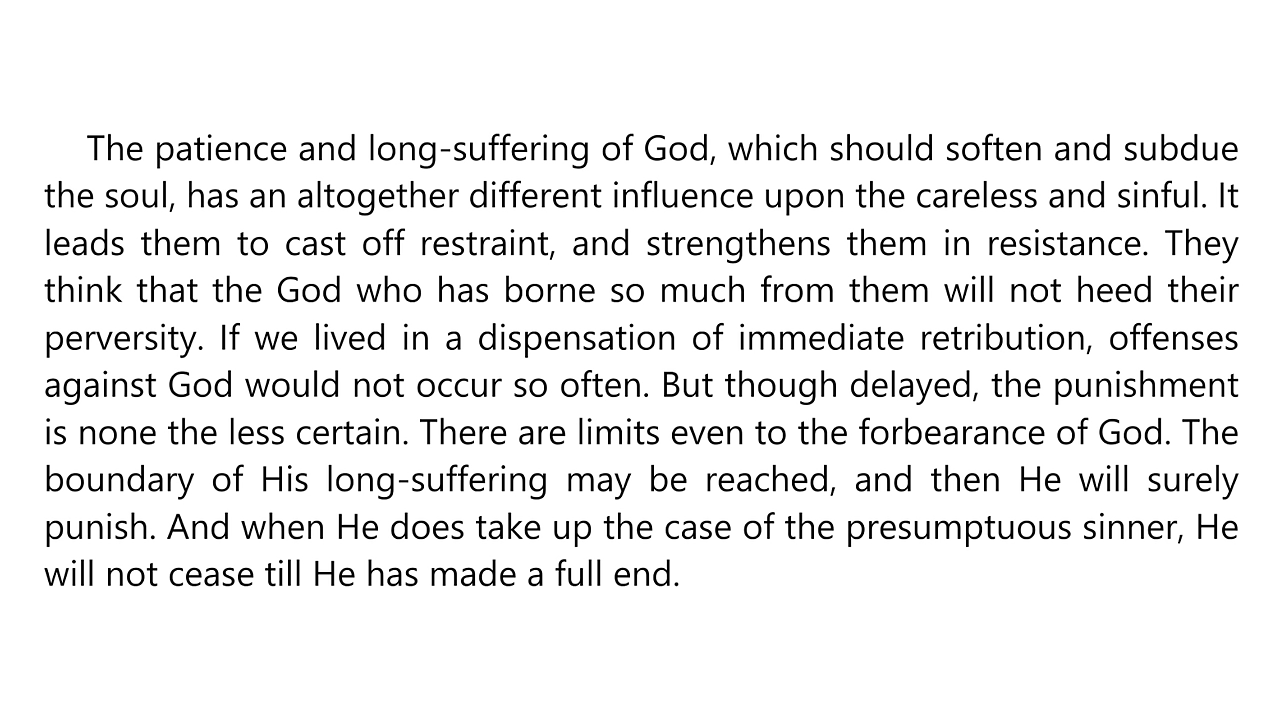 The patience and long-suffering of God, which should soften and subdue
the soul, has an altogether different influence upon the careless and sinful. It
leads them to cast off restraint, and strengthens them in resistance. They
think that the God who has borne so much from them will not heed their
perversity. If we lived in a dispensation of immediate retribution, offenses
against God would not occur so often. But though delayed, the punishment
is none the less certain. There are limits even to the forbearance of God. The
boundary of His long-suffering may be reached, and then He will surely
punish. And when He does take up the case of the presumptuous sinner, He
will not cease till He has made a full end.